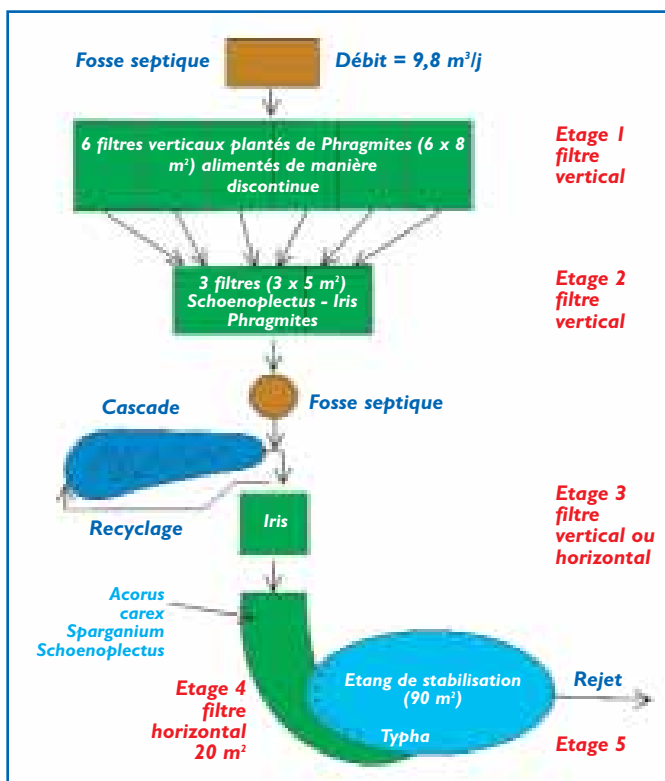 Fosse septique
Débit = 9,8 m³/j
6 filtres verticaux plantés de Phragmites (6 x 8
m²) alimentés de manière
discontinue
Etage 1
filtre
vertical
3 filtres (3 x 5 m²)
Schoenoplectus - Iris
Phragmites
Etage 2
filtre
vertical
Fosse septique
Cascade
Recyclage
Iris
Etage 3
filtre
vertical ou
horizontal
Acorus
carex
Sparganium
Schoenoplectus
Etage 4
filtre
horizontal
20 m²
Etang de stabilisation
(90 m²)
Typha
Rejet
Etage 5